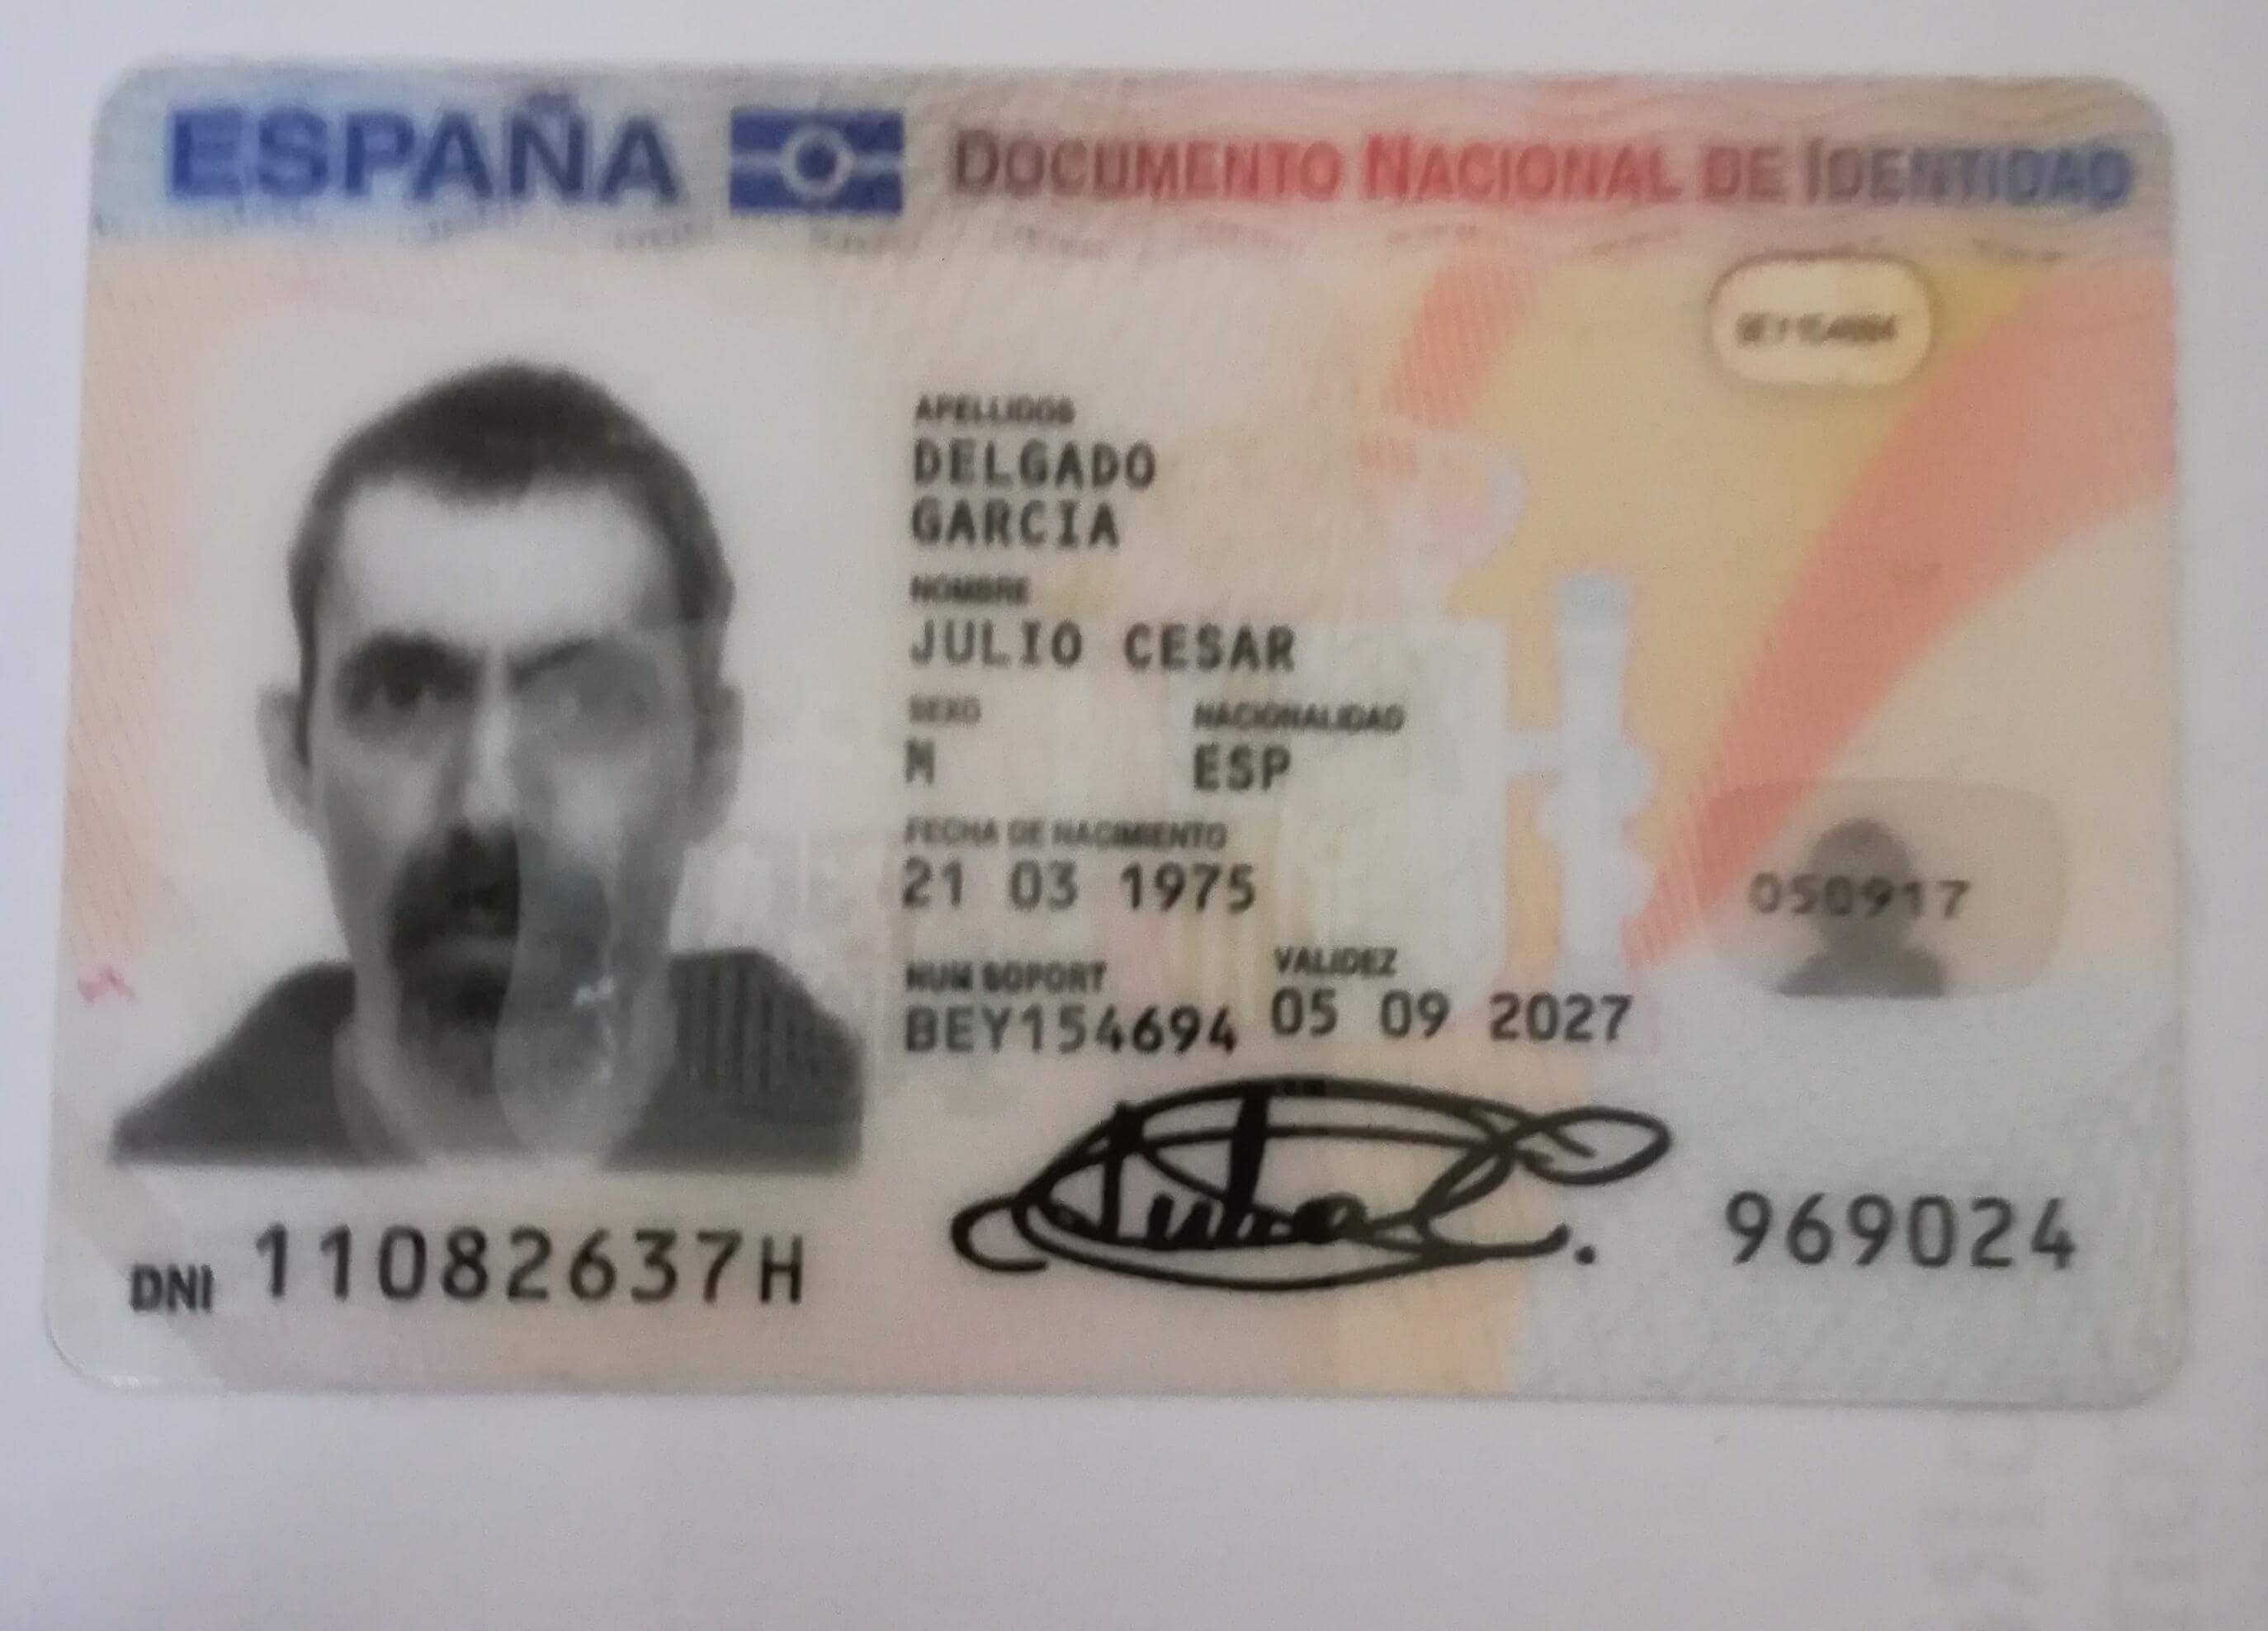 ESPAÑA DOCUMENTO NACIONAL DE IDENTIDAD
APELLIDOS
DELGADO
GARCIA
NOMBRE
JULIO CESAR
SEXO NACIONALIDAD
M ESP
FECHA DE NACIMIENTO
21 03 1975
050917
NUM SOPORT VALIDEZ
BEY154694 05 09 2027
DNI 11082637H
969024